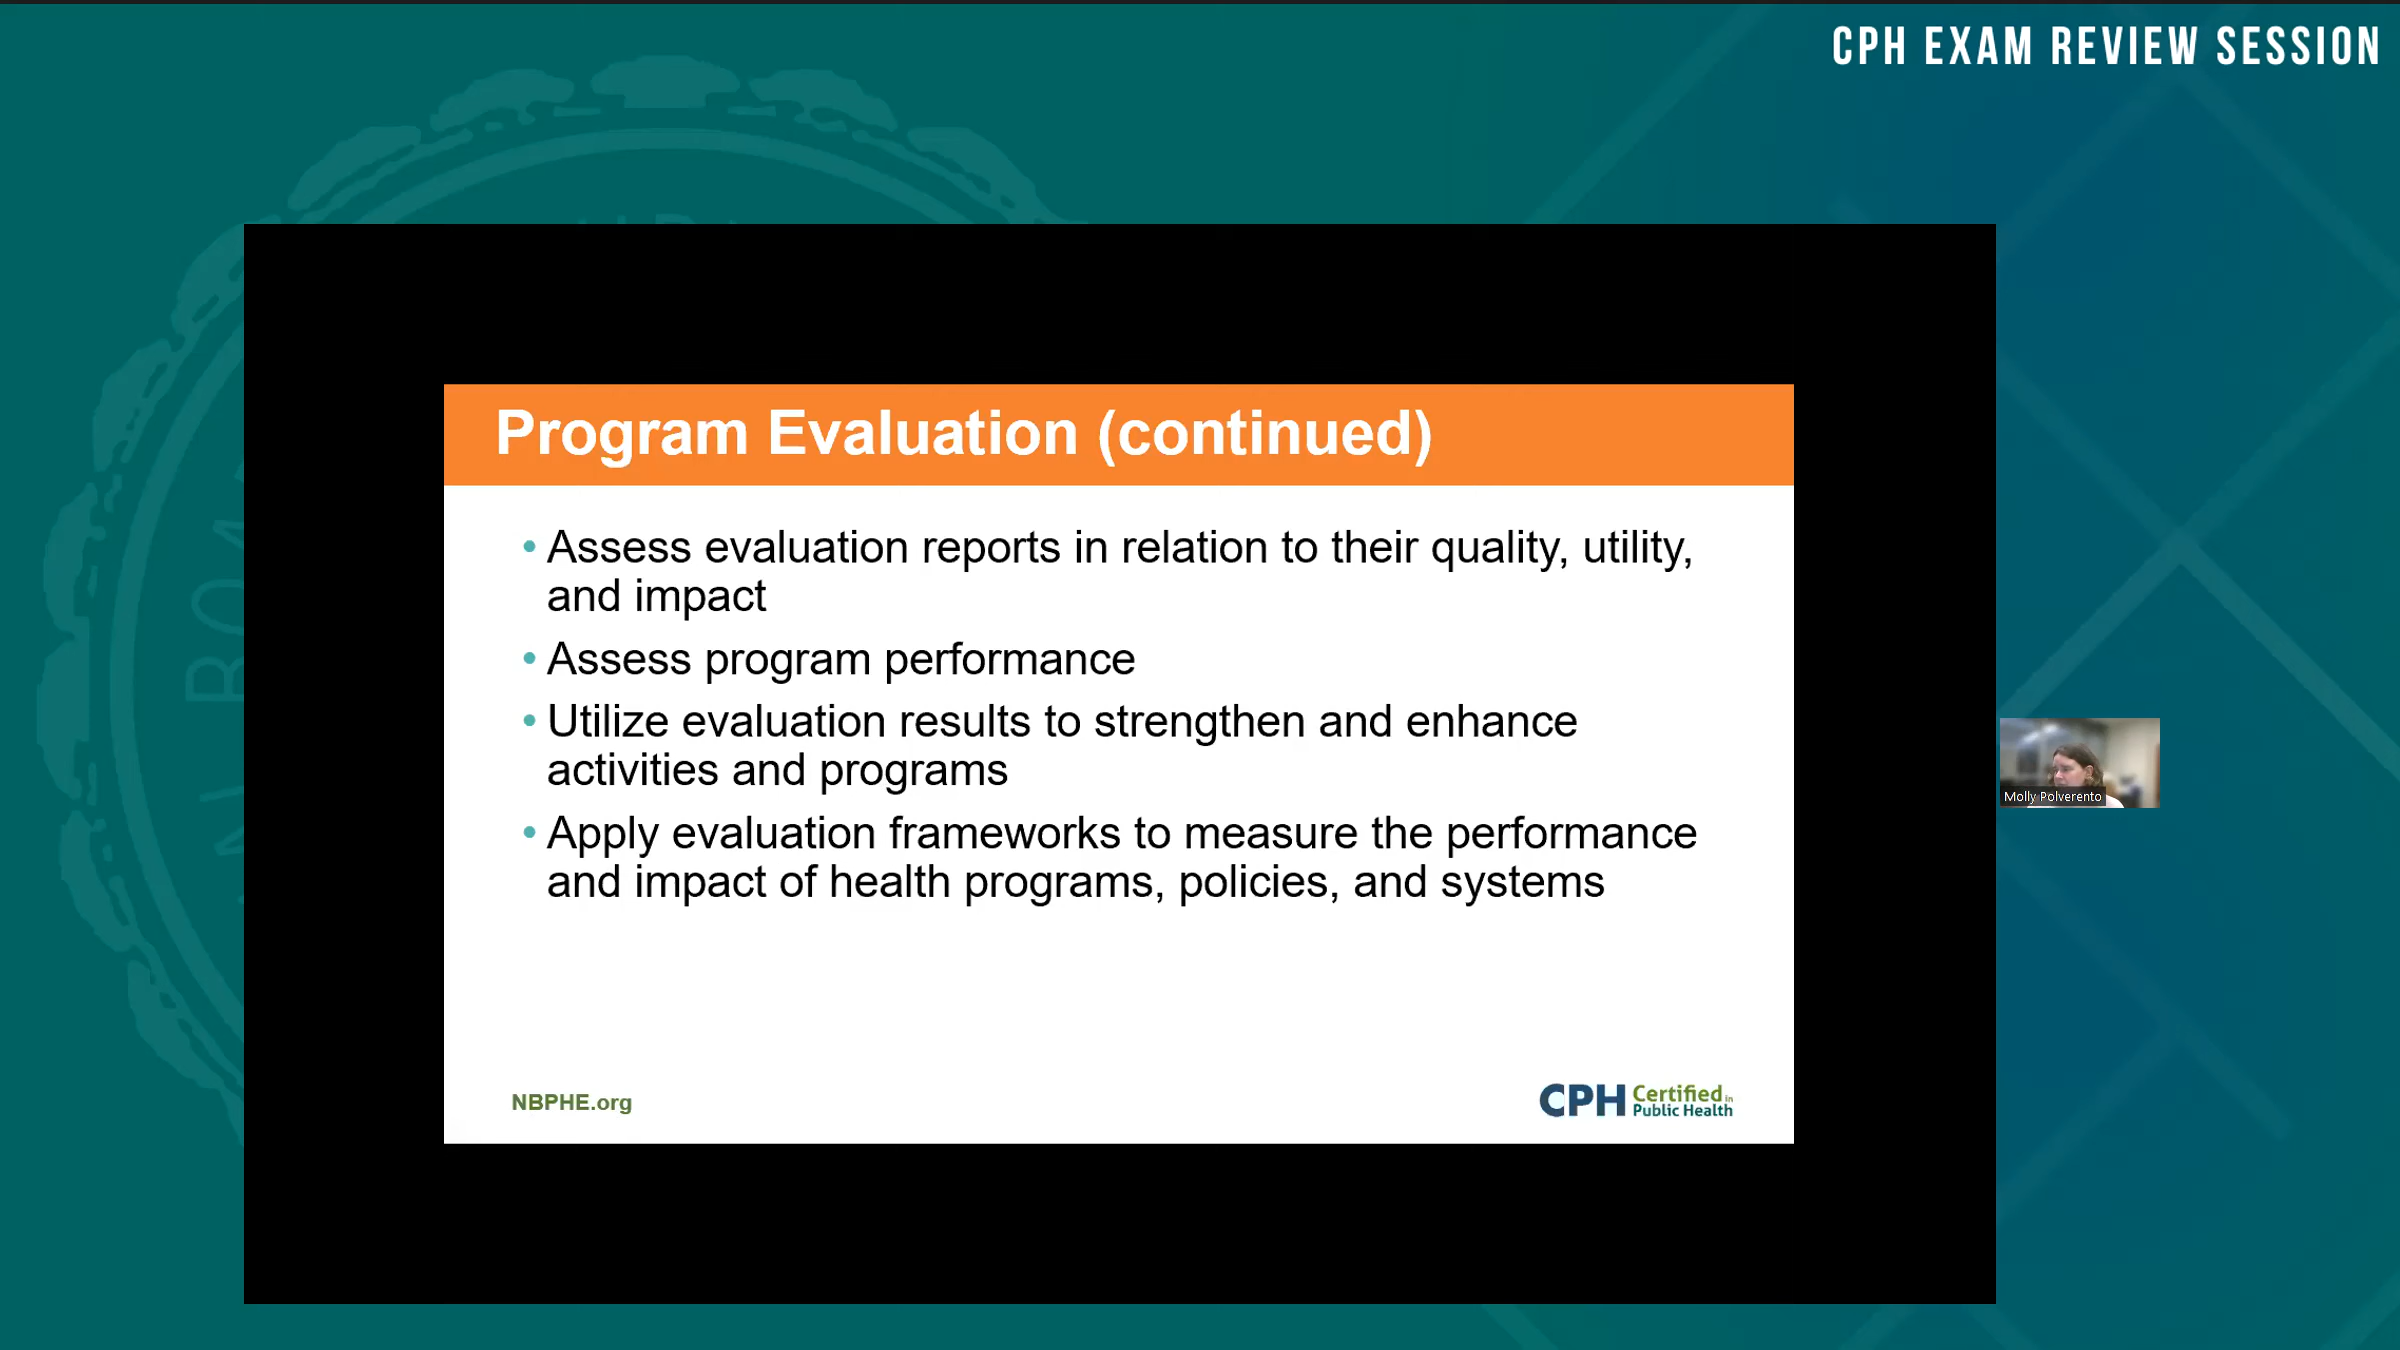 CPH EXAM REVIEW SESSION
Program Evaluation (continued)
• Assess evaluation reports in relation to their quality, utility,
and impact
• Assess program performance
• Utilize evaluation results to strengthen and enhance
activities and programs
• Apply evaluation frameworks to measure the performance
and impact of health programs, policies, and systems
Molly Polverento
NBPHE.org
CPH Certified in
Public Health